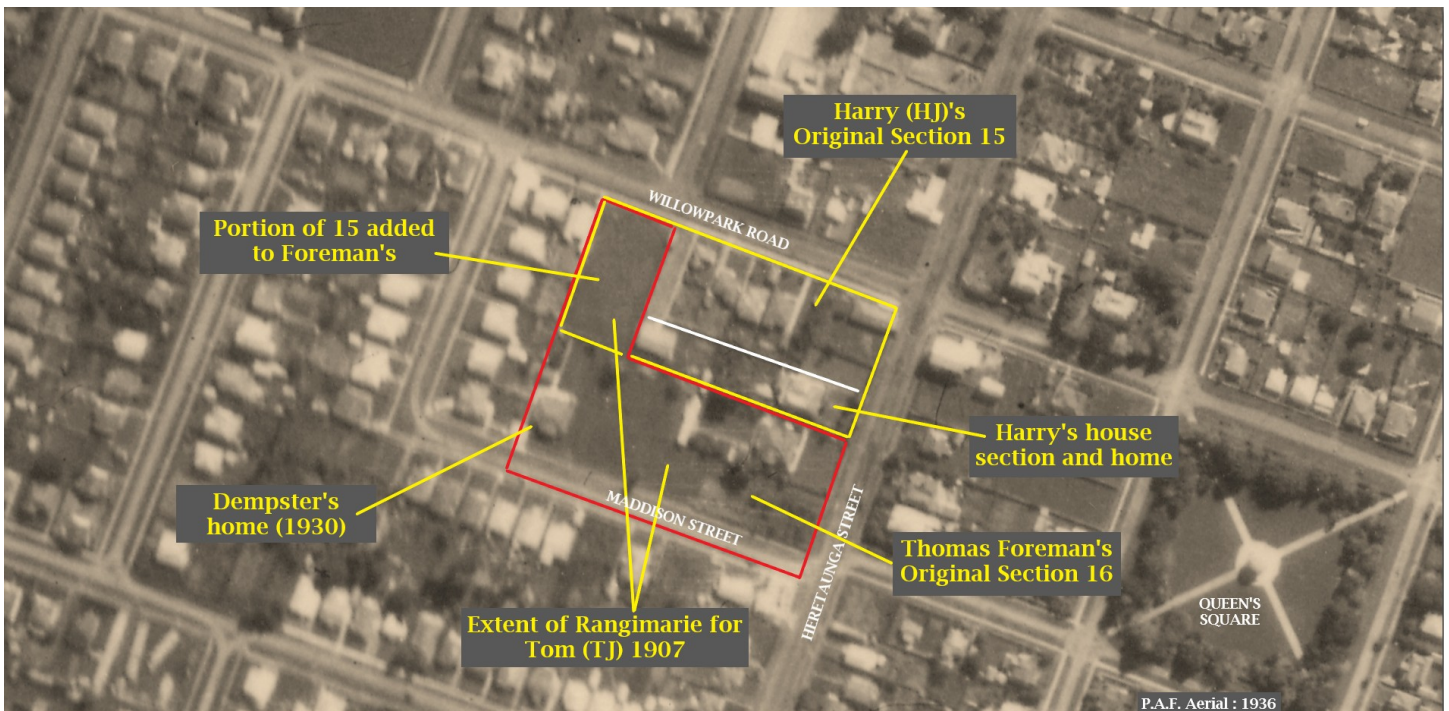 Harry (HJ)'s
Original Section 15
WILLOWPARK ROAD
Portion of 15 added
to Foreman's
Harry's house
section and home
Dempster's
home (1930)
MADDISON STREET
HERETAUNGA STREET
Thomas Foreman's
Original Section 16
Extent of Rangimarie for
Tom (TJ) 1907
QUEEN'S
SQUARE
P.A.F. Aerial : 1936